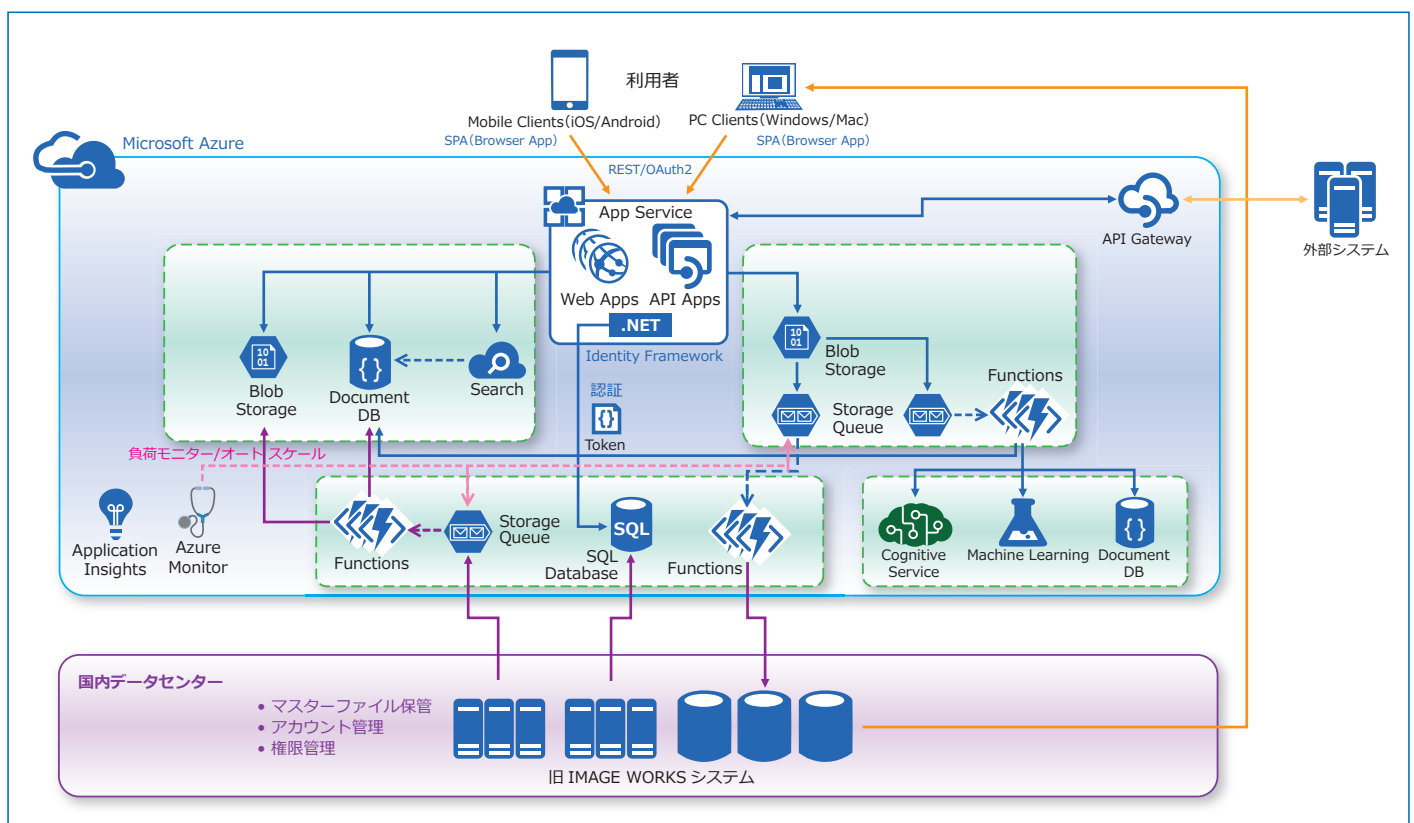 利用者
Mobile Clients(iOS/Android)
PC Clients(Windows/Mac)
SPA(Browser App)
SPA(Browser App)
Microsoft Azure
REST/OAuth2
App Service
API Gateway
外部システム
Web Apps
API Apps
.NET
Identity Framework
10
01
Blob
Storage
{ }
Document
DB
Search
認証
{}
Token
10
01
Blob
Storage
Storage
Queue
Functions
負荷モニター/オート スケール
Application
Insights
Azure
Monitor
Functions
Storage
Queue
SQL
SQL
Database
Functions
Cognitive
Service
Machine Learning
{ }
Document
DB
国内データセンター
• マスターファイル保管
• アカウント管理
• 権限管理
旧 IMAGE WORKS システム